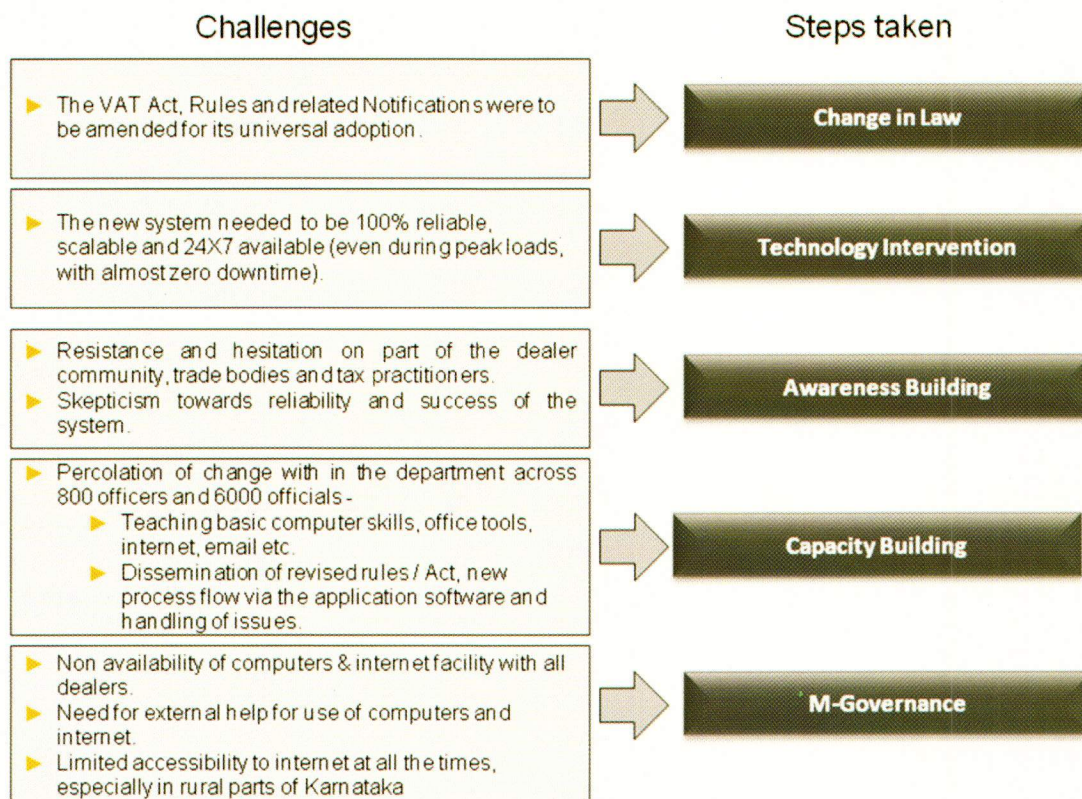 Challenges
Steps taken
The VAT Act, Rules and related Notifications were to
be amended for its universal adoption.
Change in Law
The new system needed to be 100% reliable,
scalable and 24X7 available (even during peak loads,
with almost zero downtime).
Technology Intervention
Resistance and hesitation on part of the dealer
community, trade bodies and tax practitioners.
Skepticism towards reliability and success of the
system.
Awareness Building
Percolation of change with in the department across
800 officers and 6000 officials -
Teaching basic computer skills, office tools,
internet, email etc.
Dissemination of revised rules / Act, new
process flow via the application software and
handling of issues.
Capacity Building
Non availability of computers & internet facility with all
dealers.
Need for external help for use of computers and
internet.
Limited accessibility to internet at all the times,
especially in rural parts of Karnataka
M-Governance